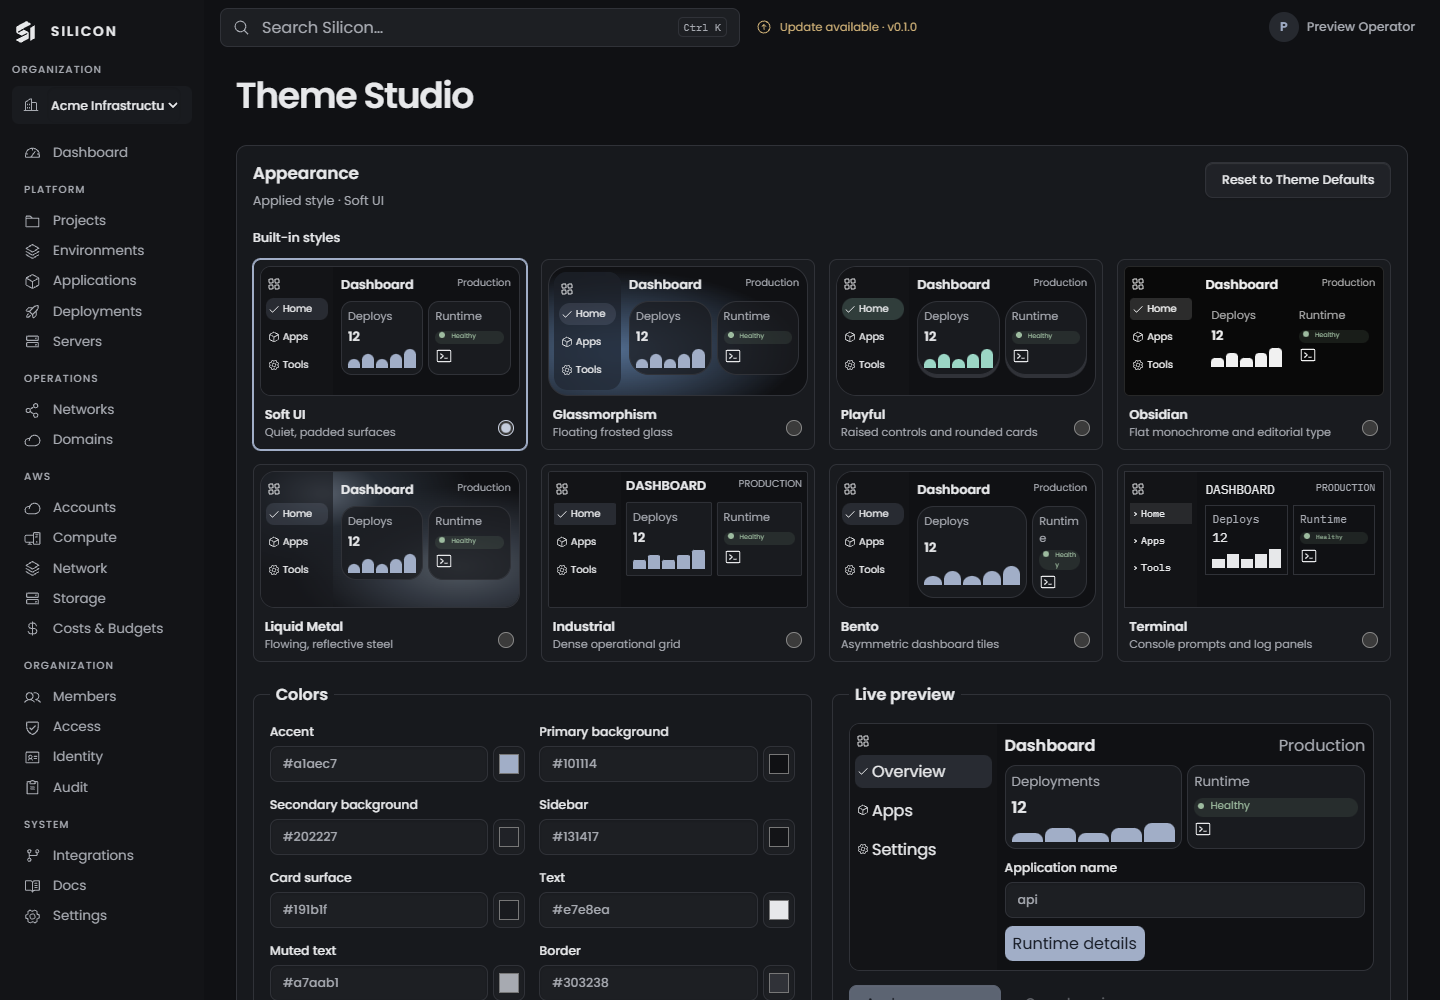 SILICON
Search Silicon...
Ctrl K
Update available · v0.1.0
P
Preview Operator
ORGANIZATION
Acme Infrastructu
Dashboard
PLATFORM
Projects
Environments
Applications
Deployments
Servers
OPERATIONS
Networks
Domains
AWS
Accounts
Compute
Network
Storage
Costs & Budgets
ORGANIZATION
Members
Access
Identity
Audit
SYSTEM
Integrations
Docs
Settings
Theme Studio
Appearance
Applied style · Soft UI
Reset to Theme Defaults
Built-in styles
Dashboard
Production
Home
Apps
Tools
Deploys
12
Runtime
Healthy
Soft UI
Quiet, padded surfaces
Dashboard
Production
Home
Apps
Tools
Deploys
12
Runtime
Healthy
Glassmorphism
Floating frosted glass
Dashboard
Production
Home
Apps
Tools
Deploys
12
Runtime
Healthy
Playful
Raised controls and rounded cards
Dashboard
Production
Home
Apps
Tools
Deploys
12
Runtime
Healthy
Obsidian
Flat monochrome and editorial type
Dashboard
Production
Home
Apps
Tools
Deploys
12
Runtime
Healthy
Liquid Metal
Flowing, reflective steel
DASHBOARD
PRODUCTION
Home
Apps
Tools
Deploys
12
Runtime
Healthy
Industrial
Dense operational grid
Dashboard
Production
Home
Apps
Tools
Deploys
12
Runtim
e
Health
y
Bento
Asymmetric dashboard tiles
DASHBOARD
PRODUCTION
› Home
› Apps
› Tools
Deploys
12
Runtime
Healthy
Terminal
Console prompts and log panels
Colors
Accent
#a1aec7
Primary background
#101114
Secondary background
#202227
Sidebar
#131417
Card surface
#191b1f
Text
#e7e8ea
Muted text
#a7aab1
Border
#303238
Live preview
Overview
Apps
Settings
Dashboard
Production
Deployments
12
Runtime
Healthy
Application name
api
Runtime details